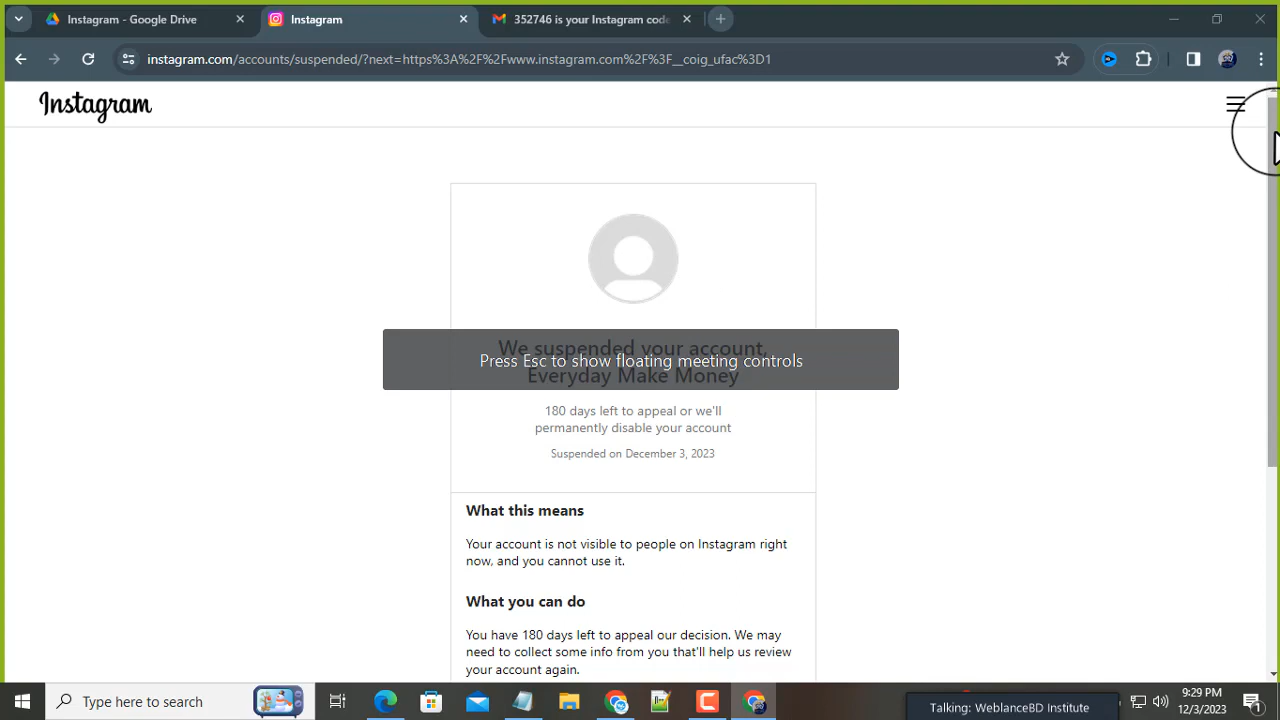 Instagram - Google Drive
Instagram
352746 is your Instagram code
instagram.com/accounts/suspended/?next=https%3A%2F%2Fwww.instagram.com%2F%3F__coig_ufac%3D1
Instagram
We suspended your account,
Press Esc to show floating meeting controls
Everyday Make Money
180 days left to appeal or we'll
permanently disable your account
Suspended on December 3, 2023
What this means
Your account is not visible to people on Instagram right
now, and you cannot use it.
What you can do
You have 180 days left to appeal our decision. We may
need to collect some info from you that'll help us review
your account again.
Type here to search
Talking: WeblanceBD Institute
9:29 PM
12/3/2023
1